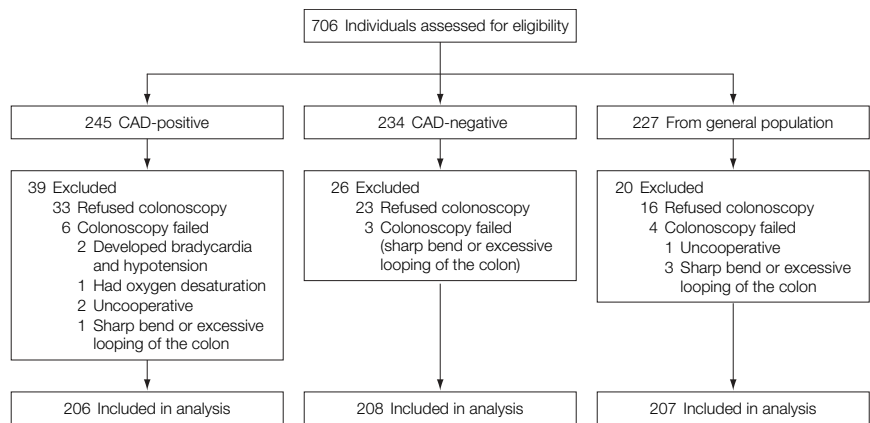 706 Individuals assessed for eligibility
245 CAD-positive
234 CAD-negative
227 From general population
39 Excluded
33 Refused colonoscopy
6 Colonoscopy failed
2 Developed bradycardia
and hypotension
1 Had oxygen desaturation
2 Uncooperative
1 Sharp bend or excessive
looping of the colon
26 Excluded
23 Refused colonoscopy
3 Colonoscopy failed
(sharp bend or excessive
looping of the colon)
20 Excluded
16 Refused colonoscopy
4 Colonoscopy failed
1 Uncooperative
3 Sharp bend or excessive
looping of the colon
206 Included in analysis
208 Included in analysis
207 Included in analysis